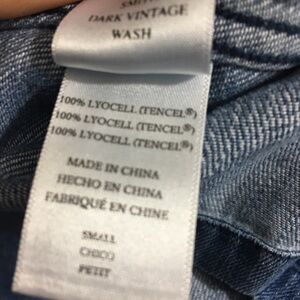 DARK VINTAGE
WASH
100% LYOCELL (TENCEL®)
100% LYOCELL (TENCEL®)
100% LYOCELL (TENCEL®)
MADE IN CHINA
HECHO EN CHINA
FABRIQUÉ EN CHINE
SMALL
CHICO
PETIT